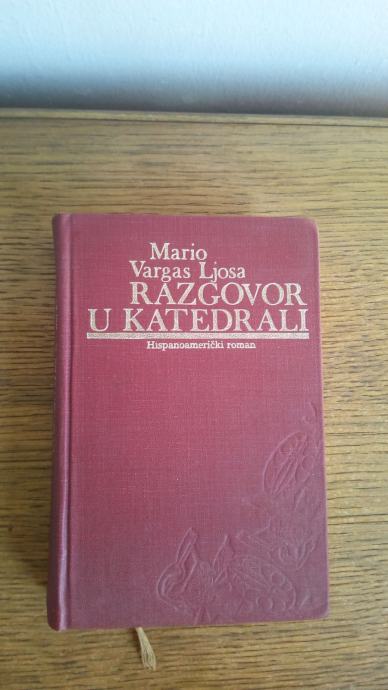 Mario
Vargas Ljosa
RAZGOVOR
U KATEDRALI
Hispanoamerički roman